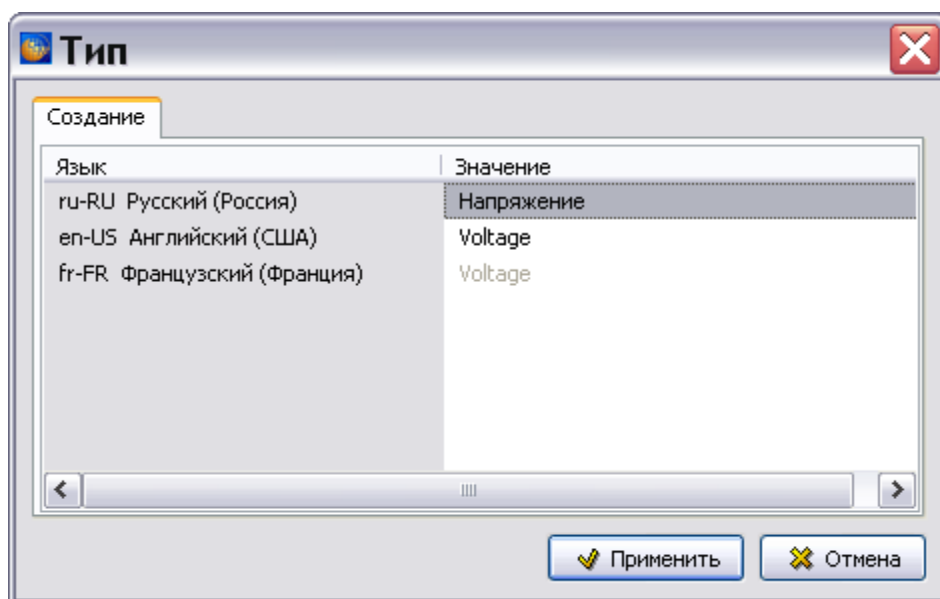 Тип
Создание
Язык Значение
ru-RU Русский (Россия) Напряжение
en-US Английский (США) Voltage
fr-FR Французский (Франция) Voltage
Применить Отмена